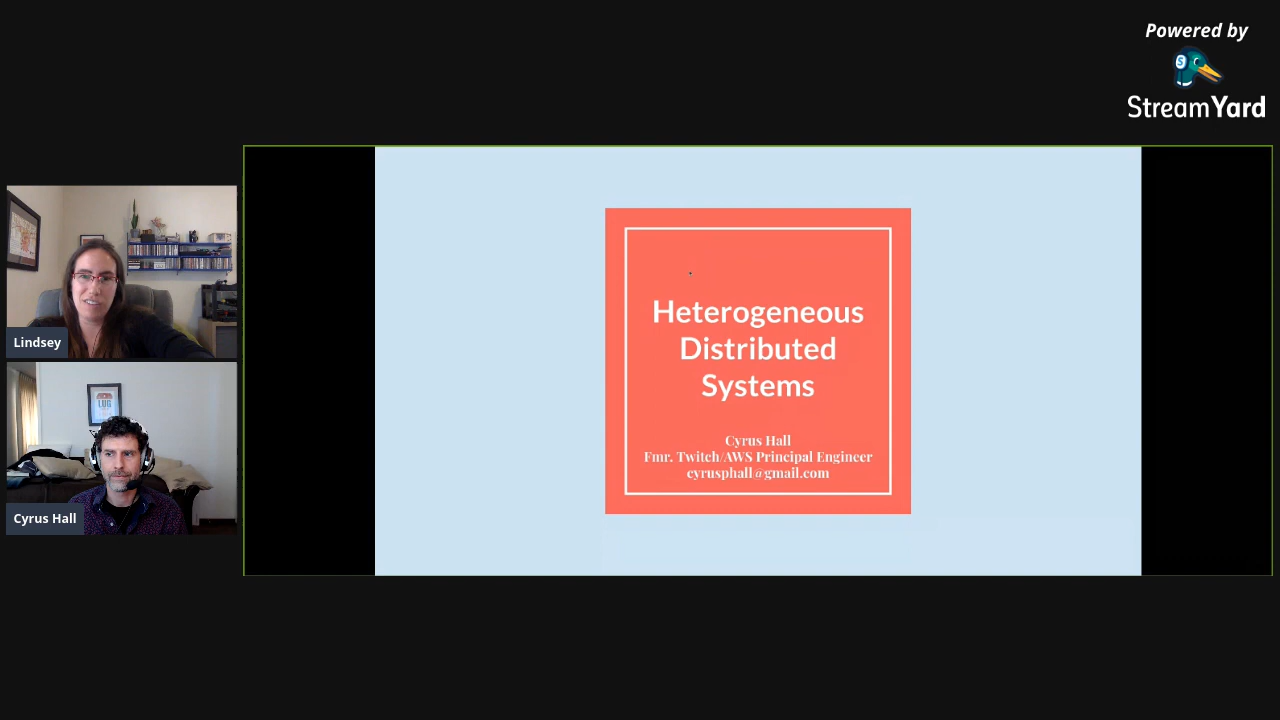 Powered by
StreamYard
Lindsey
Cyrus Hall
LUG
Heterogeneous
Distributed
Systems
Cyrus Hall
Fmr. Twitch/AWS Principal Engineer
cyrusphall@gmail.com